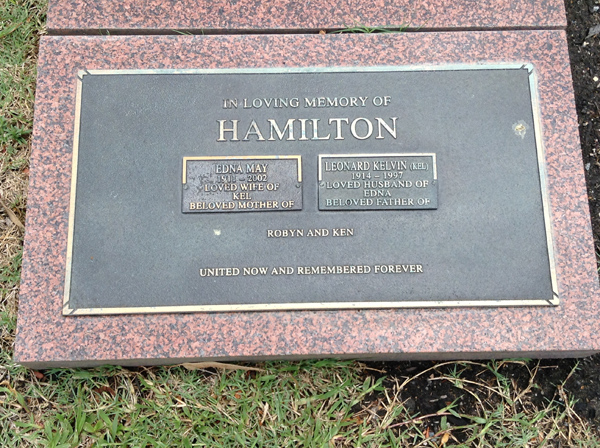 IN LOVING MEMORY OF
HAMILTON
EDNA MAY
– 2002
LOVED WIFE OF
KEL
BELOVED MOTHER OF
LEONARD KELVIN (KEL)
1914 – 1997
LOVED HUSBAND OF
EDNA
BELOVED FATHER OF
ROBYN AND KEN
UNITED NOW AND REMEMBERED FOREVER